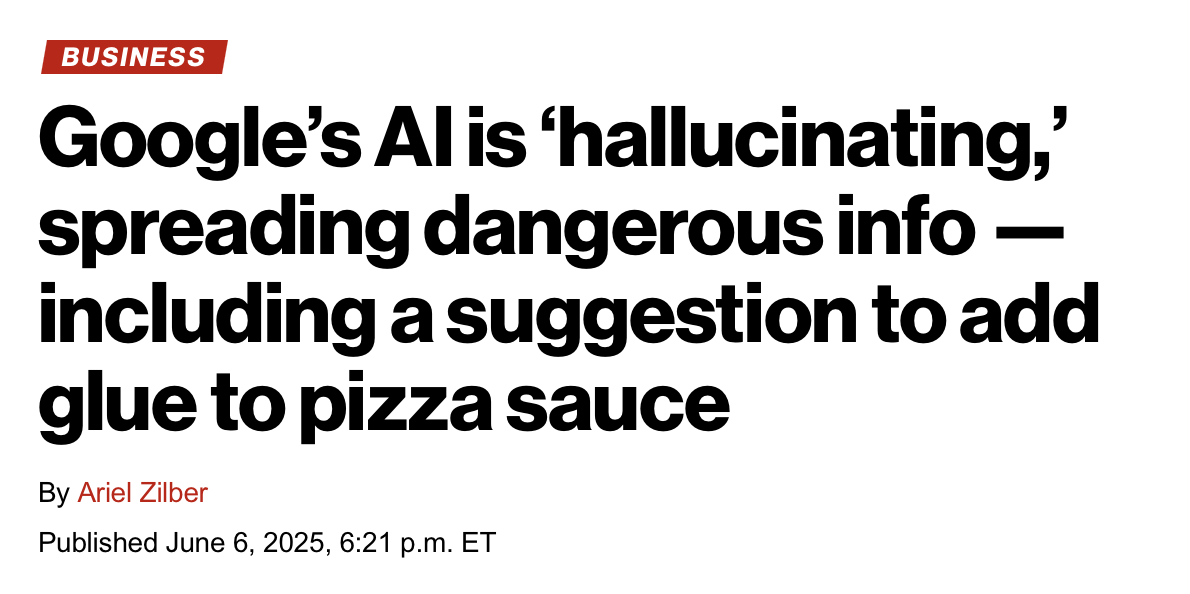 BUSINESS
Google’s AI is ‘hallucinating,’
spreading dangerous info —
including a suggestion to add
glue to pizza sauce
By Ariel Zilber
Published June 6, 2025, 6:21 p.m. ET